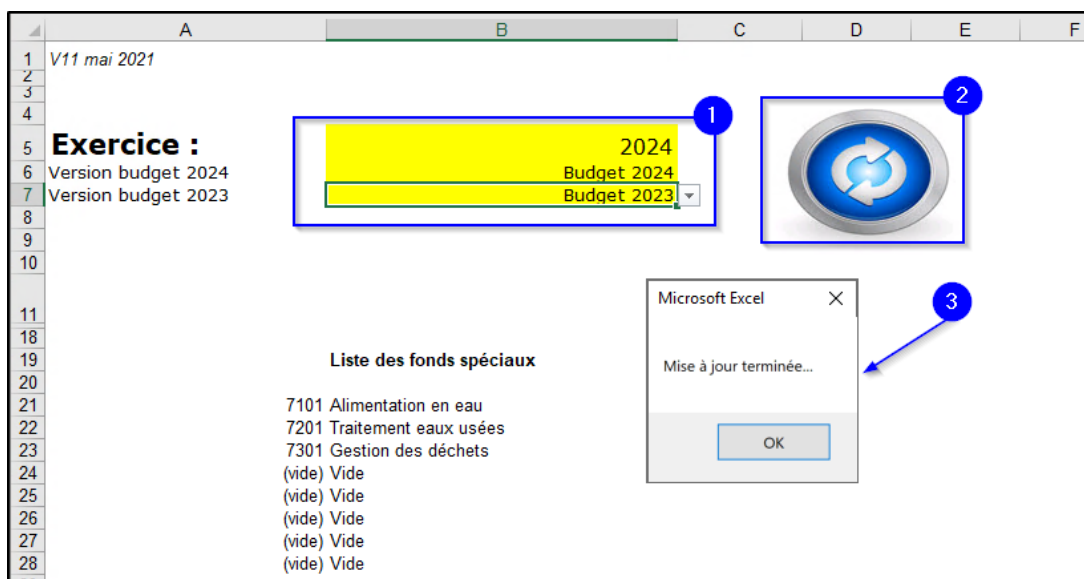 A B C D E F
1 V11 mai 2021
2
3
4
1 2
5 Exercice : 2024
6 Version budget 2024 Budget 2024
7 Version budget 2023 Budget 2023
8
9
10
Microsoft Excel
3
11
18
19 Liste des fonds spéciaux
Mise à jour terminée...
20
21 7101 Alimentation en eau
22 7201 Traitement eaux usées
23 7301 Gestion des déchets
OK
24 (vide) Vide
25 (vide) Vide
26 (vide) Vide
27 (vide) Vide
28 (vide) Vide